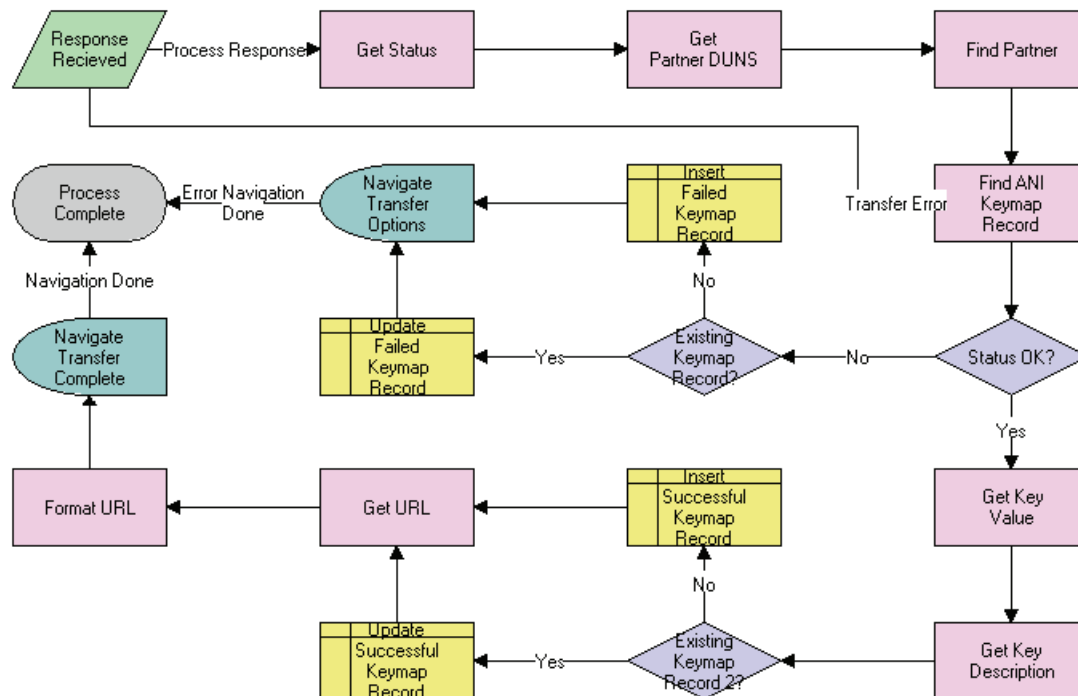 Response
Recieved
Process Response
Get Status
Get
Partner DUNS
Find Partner
Process
Complete
Error Navigation
Done
Navigate
Transfer
Options
Insert
Failed
Keymap
Record
Transfer Error
Find ANI
Keymap
Record
Navigation Done
No
Navigate
Transfer
Complete
Update
Failed
Keymap
Record
Yes
Existing
Keymap
Record?
No
Status OK?
Yes
Format URL
Get URL
Insert
Successful
Keymap
Record
Get Key
Value
No
Update
Successful
Keymap
Record
Yes
Existing
Keymap
Record 2?
Get Key
Description